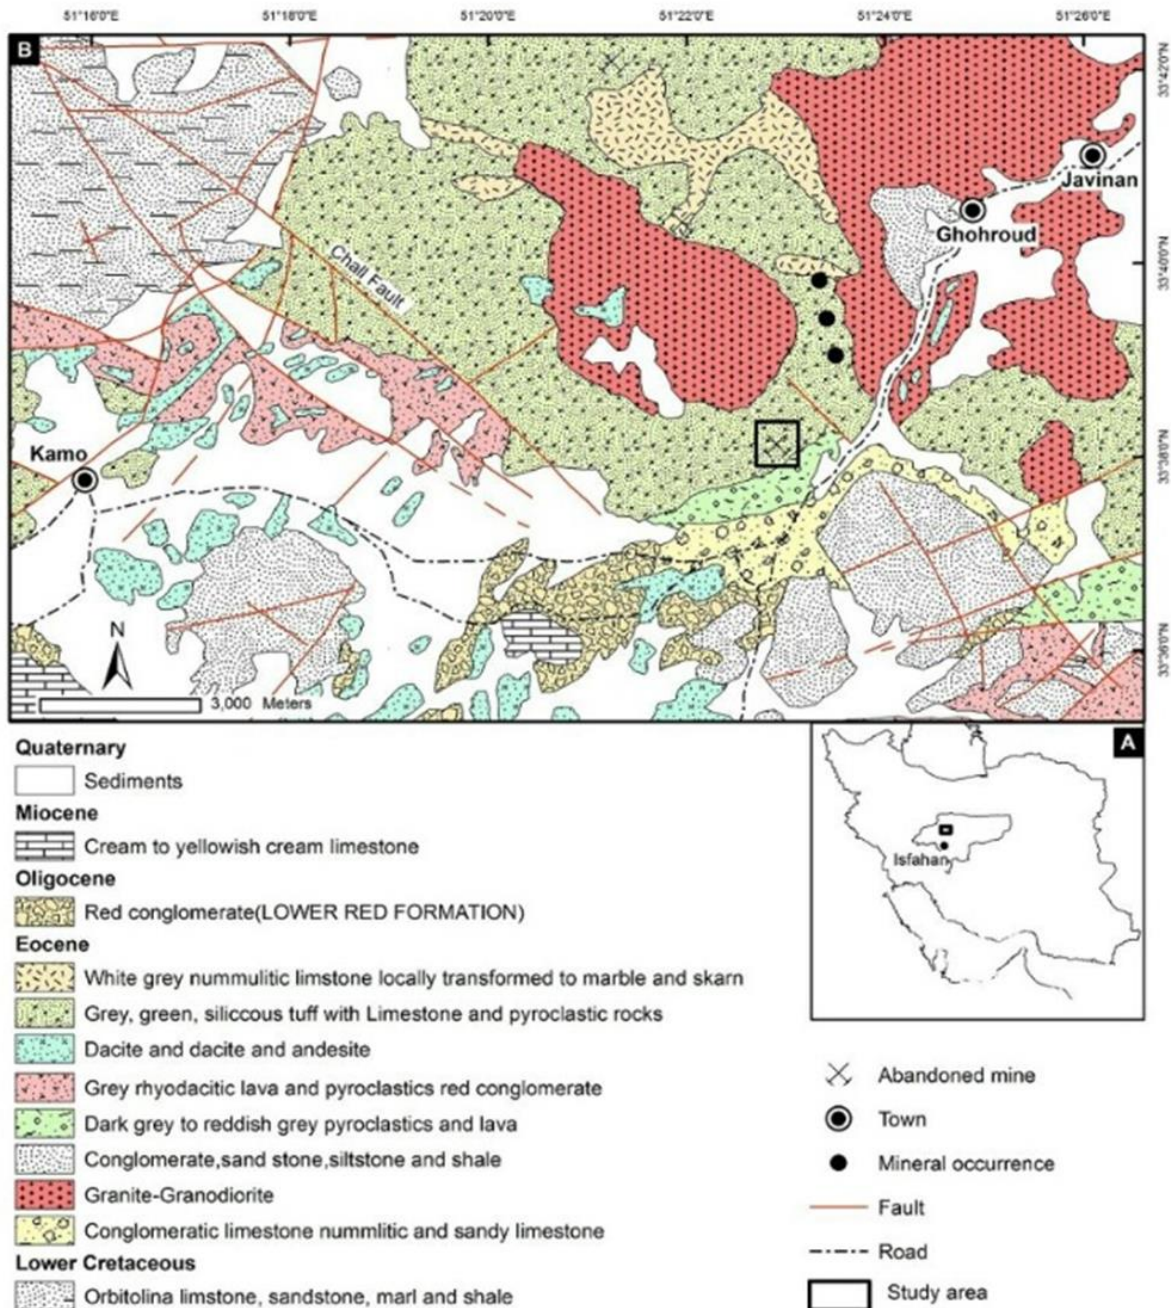 51°16'0"E 51°18'0"E 51°20'0"E 51°22'0"E 51°24'0"E 51°26'0"E
B
33°42'0"N
Javinan
Ghohroud
33°40'0"N
Chall Fault
33°38'0"N
Kamo
N
33°36'0"N
3,000 Meters
Quaternary
Sediments
Miocene
Cream to yellowish cream limestone
Oligocene
Red conglomerate(LOWER RED FORMATION)
Eocene
White grey nummulitic limstone locally transformed to marble and skarn
Grey, green, siliccous tuff with Limestone and pyroclastic rocks
Dacite and dacite and andesite
Grey rhyodacitic lava and pyroclastics red conglomerate
Dark grey to reddish grey pyroclastics and lava
Conglomerate,sand stone,siltstone and shale
Granite-Granodiorite
Conglomeratic limestone nummlitic and sandy limestone
Lower Cretaceous
Orbitolina limstone, sandstone, marl and shale
A
Isfahan
Abandoned mine
Town
Mineral occurrence
Fault
Road
Study area